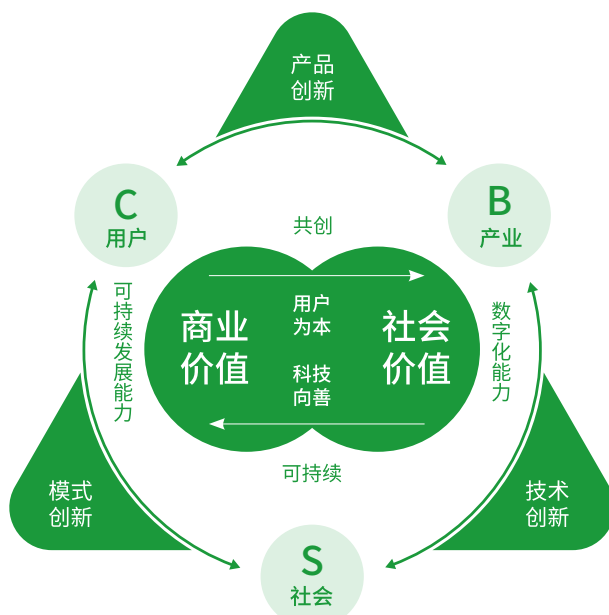 产品
创新
C
用户
B
产业
共创
可持续发展能力
商业
价值
用户
为本
科技
向善
社会
价值
数字化能力
可持续
模式
创新
技术
创新
S
社会